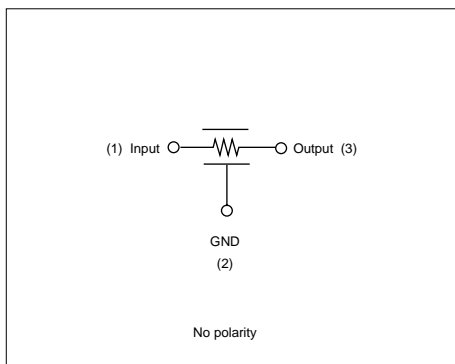 (1) Input Output (3)
GND
(2)
No polarity